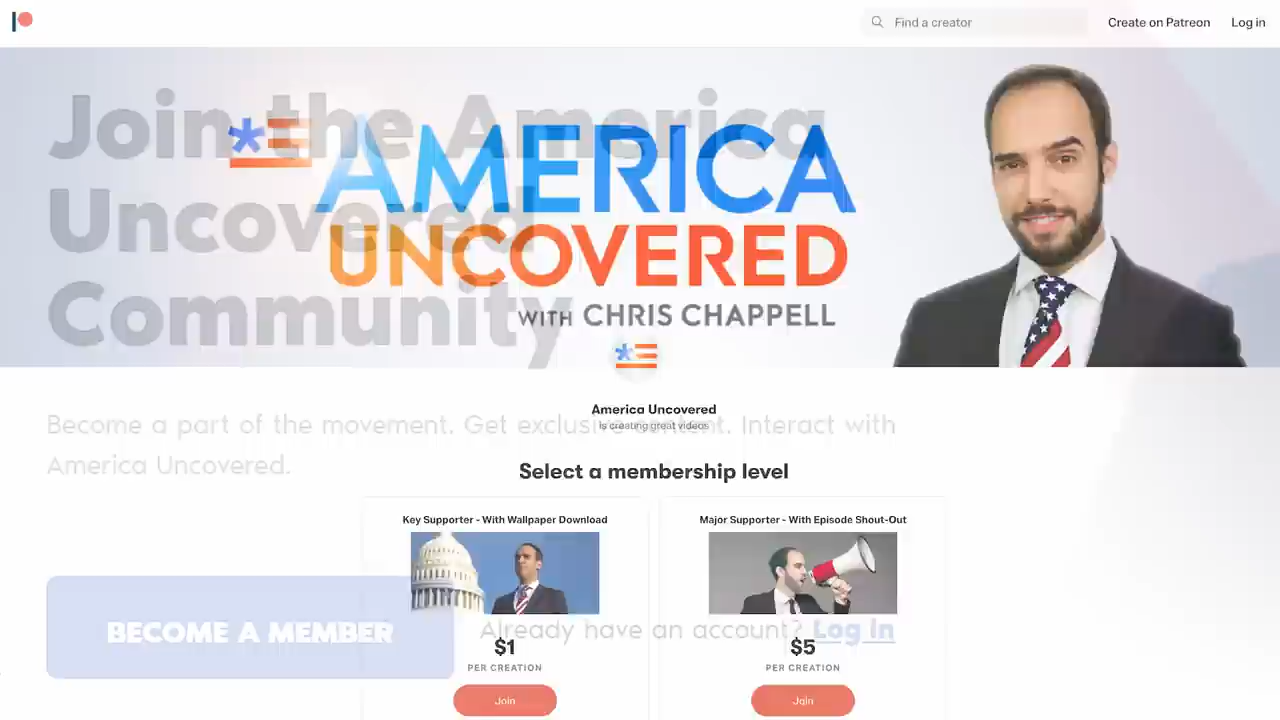 Find a creator
Create on Patreon
Log in
Join the America
Uncovered
Community
AMERICA
UNCOVERED
WITH CHRIS CHAPPELL
America Uncovered
is creating great videos
Become a part of the movement. Get exclusive content. Interact with
America Uncovered.
Select a membership level
Key Supporter - With Wallpaper Download
Major Supporter - With Episode Shout-Out
BECOME A MEMBER
Already have an account? Log In
$1
PER CREATION
Join
$5
PER CREATION
Join